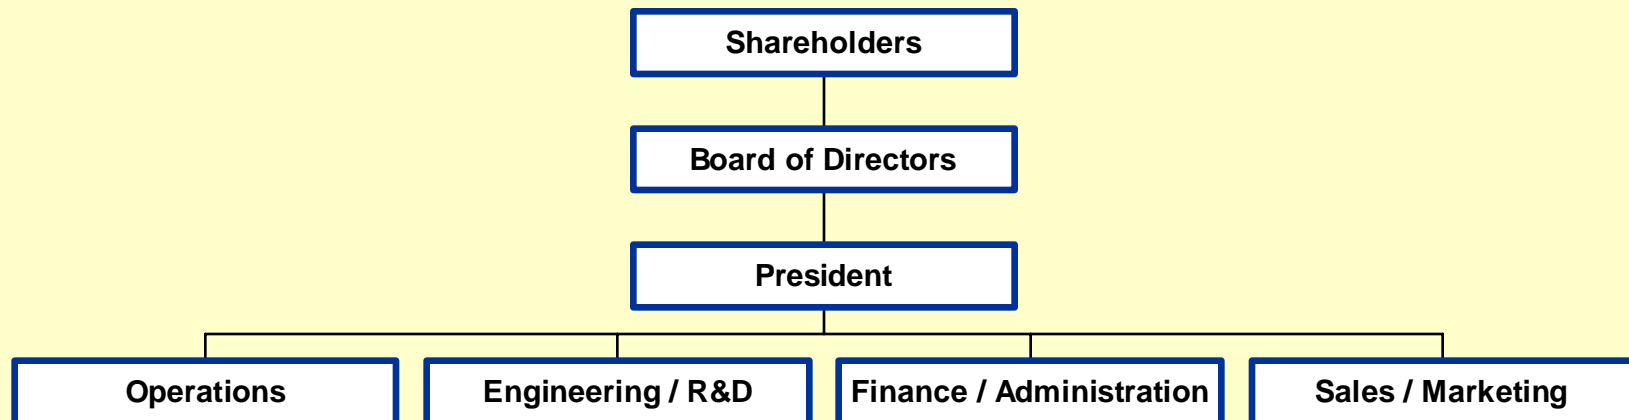 Shareholders
Board of Directors
President
Operations
Engineering / R&D
Finance / Administration
Sales / Marketing